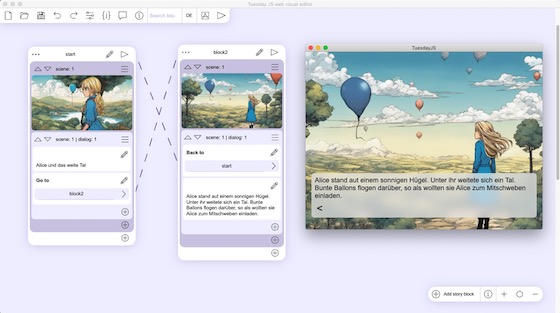 Tuesday JS web visual editor
Search blo
DE
start
scene: 1
scene: 1 | dialog: 1
Alice und das weite Tal
Go to
block2
block2
scene: 1
scene: 1 | dialog: 1
Back to
start
Alice stand auf einem sonnigen Hügel.
Unter ihr weitete sich ein Tal. Bunte
Ballons flogen darüber, so als wollten sie
Alice zum Mitschweben einladen.
TuesdayJS
Alice stand auf einem sonnigen Hügel. Unter ihr weitete sich ein Tal.
Bunte Ballons flogen darüber, so als wollten sie Alice zum Mitschweben
einladen.
<
Add story block